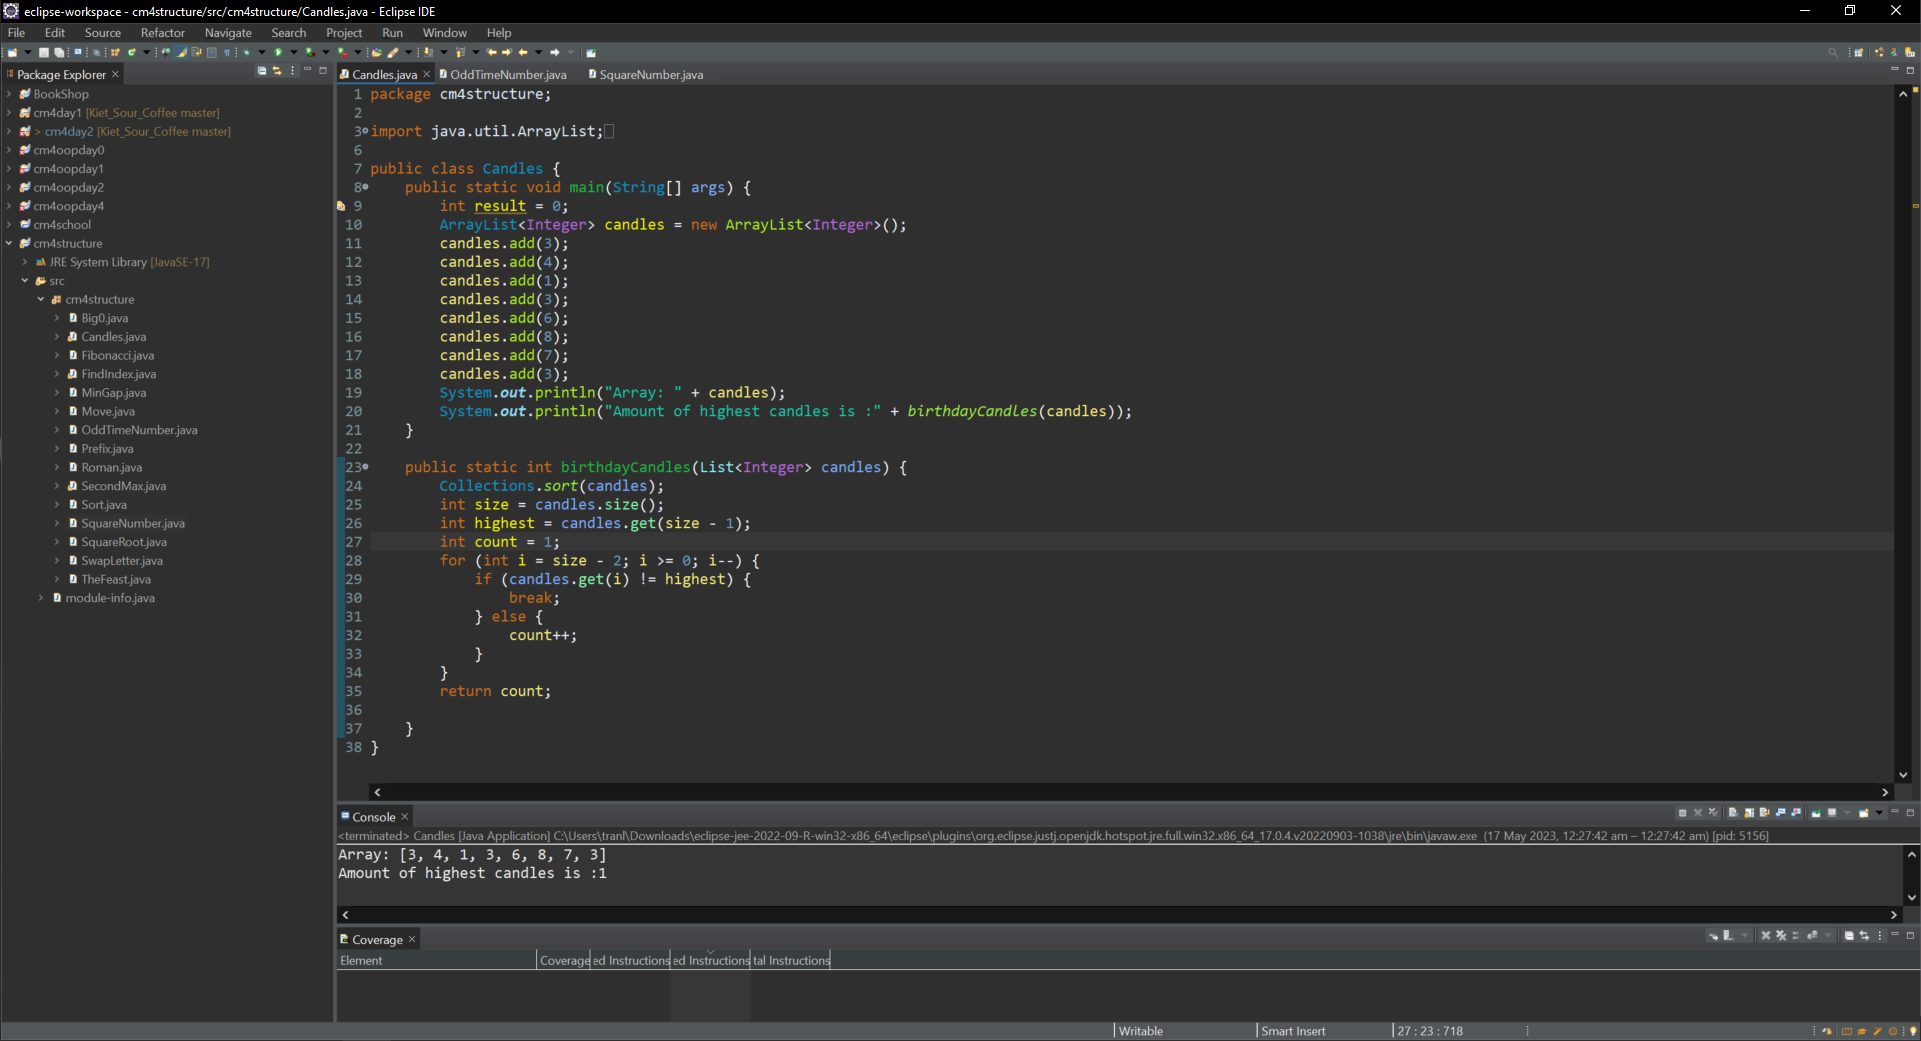 eclipse-workspace - cm4structure/src/cm4structure/Candles.java - Eclipse IDE
File Edit Source Refactor Navigate Search Project Run Window Help
Package Explorer
BookShop
cm4day1 [Kiet_Sour_Coffee master]
> cm4day2 [Kiet_Sour_Coffee master]
cm4oopday0
cm4oopday1
cm4oopday2
cm4oopday4
cm4school
cm4structure
JRE System Library [JavaSE-17]
src
cm4structure
Big0.java
Candles.java
Fibonacci.java
FindIndex.java
MinGap.java
Move.java
OddTimeNumber.java
Prefix.java
Roman.java
SecondMax.java
Sort.java
SquareNumber.java
SquareRoot.java
SwapLetter.java
TheFeast.java
module-info.java
Candles.java OddTimeNumber.java SquareNumber.java
1 package cm4structure;
2
3 import java.util.ArrayList;
6
7 public class Candles {
8 public static void main(String[] args) {
9 int result = 0;
10 ArrayList<Integer> candles = new ArrayList<Integer>();
11 candles.add(3);
12 candles.add(4);
13 candles.add(1);
14 candles.add(3);
15 candles.add(6);
16 candles.add(8);
17 candles.add(7);
18 candles.add(3);
19 System.out.println("Array: " + candles);
20 System.out.println("Amount of highest candles is :" + birthdayCandles(candles));
21 }
22
23 public static int birthdayCandles(List<Integer> candles) {
24 Collections.sort(candles);
25 int size = candles.size();
26 int highest = candles.get(size - 1);
27 int count = 1;
28 for (int i = size - 2; i >= 0; i--) {
29 if (candles.get(i) != highest) {
30 break;
31 } else {
32 count++;
33 }
34 }
35 return count;
36
37 }
38 }
Console
<terminated> Candles [Java Application] C:\Users\tranl\Downloads\eclipse-jee-2022-09-R-win32-x86_64\eclipse\plugins\org.eclipse.justj.openjdk.hotspot.jre.full.win32.x86_64_17.0.4.v20220903-1038\jre\bin\javaw.exe (17 May 2023, 12:27:42 am – 12:27:42 am) [pid: 5156]
Array: [3, 4, 1, 3, 6, 8, 7, 3]
Amount of highest candles is :1
Coverage
Element Coverage ed Instructions ed Instructions tal Instructions
Writable Smart Insert 27 : 23 : 718